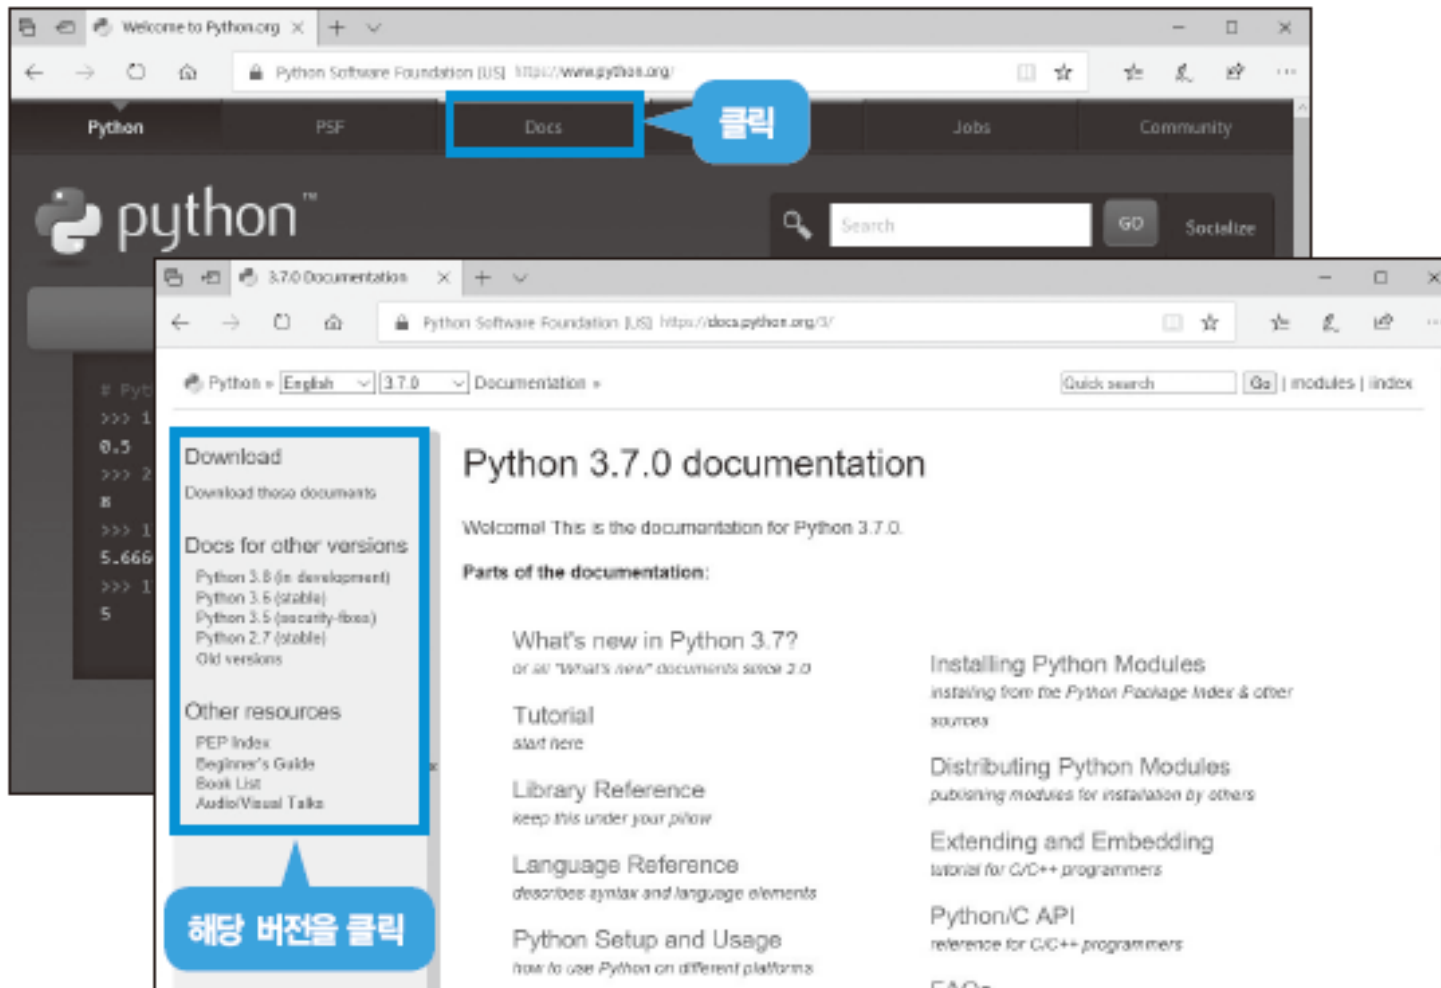 Welcome to Python.org
Python Software Foundation [US] https://www.python.org/
Python PSF Docs 클릭 Jobs Community
python™
Search GO Socialize
3.7.0 Documentation
Python Software Foundation [US] https://docs.python.org/3/
Python » English 3.7.0 Documentation » Quick search Go | modules | index
# Pyt
>>> 1
0.5
>>> 2
8
>>> 1
5.666
>>> 1
5
Download
Download these documents
Docs for other versions
Python 3.8 (in development)
Python 3.6 (stable)
Python 3.5 (security-fixes)
Python 2.7 (stable)
Old versions
Other resources
PEP Index
Beginner's Guide
Book List
Audio/Visual Talks
해당 버전을 클릭
Python 3.7.0 documentation
Welcome! This is the documentation for Python 3.7.0.
Parts of the documentation:
What's new in Python 3.7?
or all "What's new" documents since 2.0
Tutorial
start here
Library Reference
keep this under your pillow
Language Reference
describes syntax and language elements
Python Setup and Usage
how to use Python on different platforms
Installing Python Modules
installing from the Python Package Index & other
sources
Distributing Python Modules
publishing modules for installation by others
Extending and Embedding
tutorial for C/C++ programmers
Python/C API
reference for C/C++ programmers
FAQs